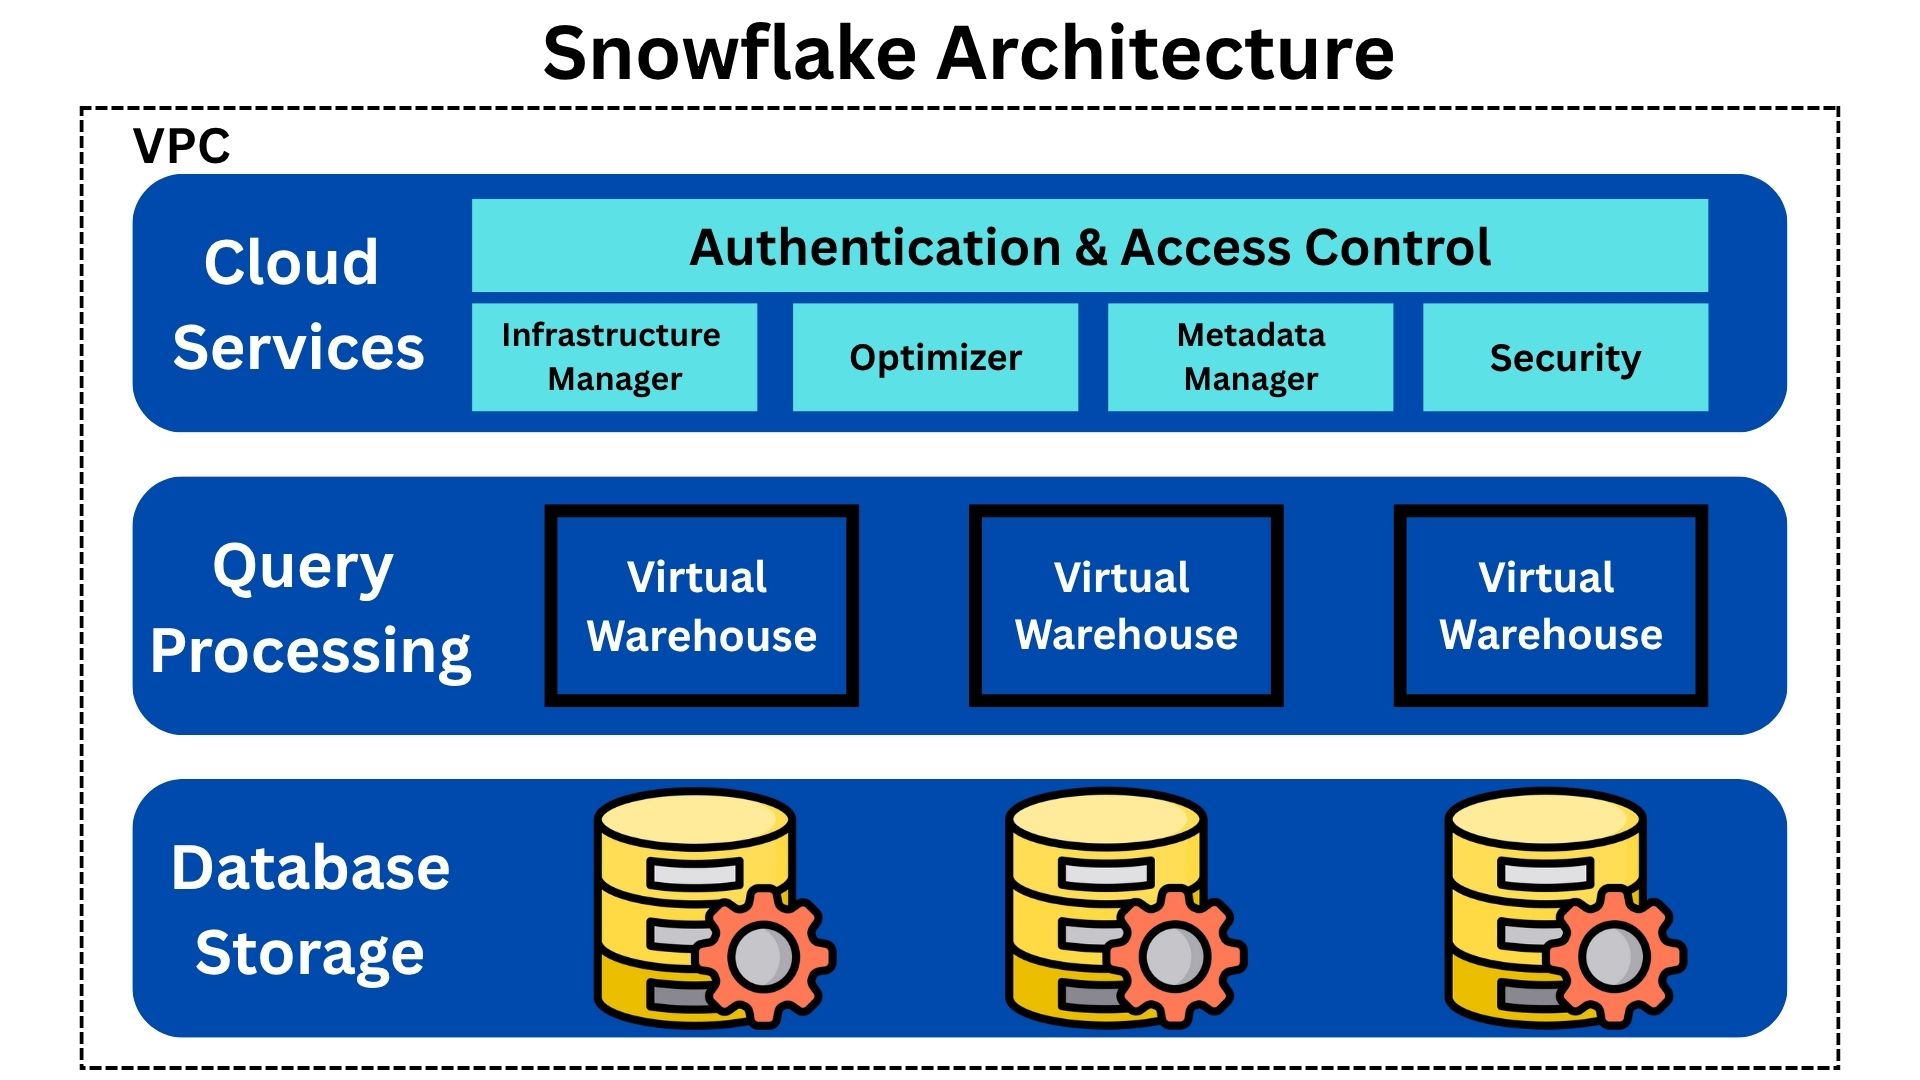 Snowflake Architecture
VPC
Cloud
Services
Authentication & Access Control
Infrastructure
Manager
Optimizer
Metadata
Manager
Security
Query
Processing
Virtual
Warehouse
Virtual
Warehouse
Virtual
Warehouse
Database
Storage